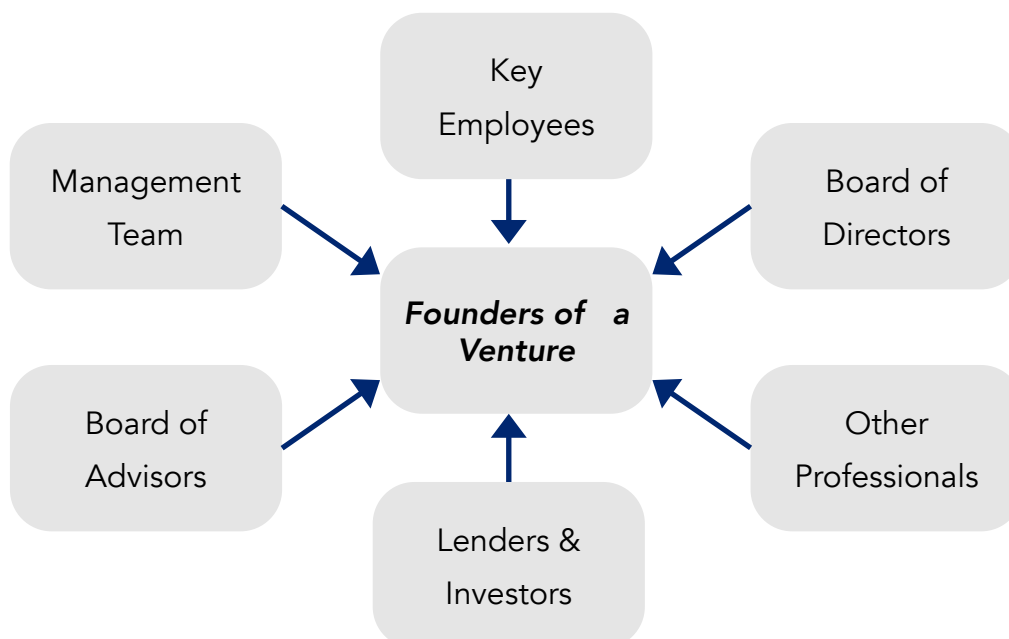 Key
Employees
Management
Team
Board of
Directors
Founders of a
Venture
Board of
Advisors
Other
Professionals
Lenders &
Investors